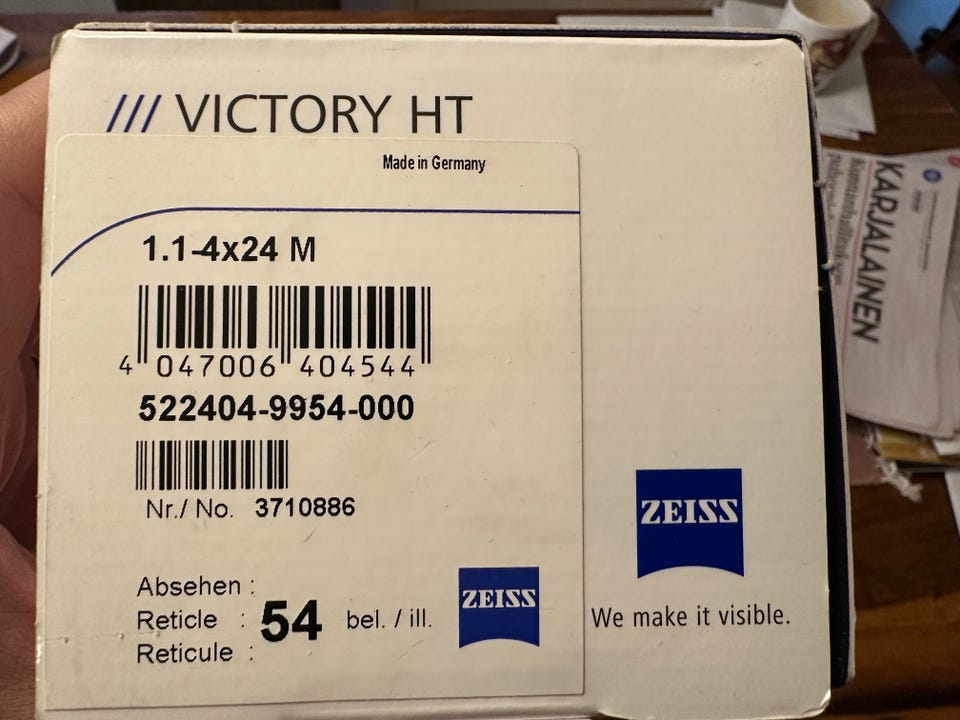 /// VICTORY HT
Made in Germany
1.1-4x24 M
4 047006 404544
522404-9954-000
Nr./ No. 3710886
Absehen :
Reticle : 54 bel. / ill.
Reticule :
ZEISS
ZEISS
We make it visible.
KARJALAINEN